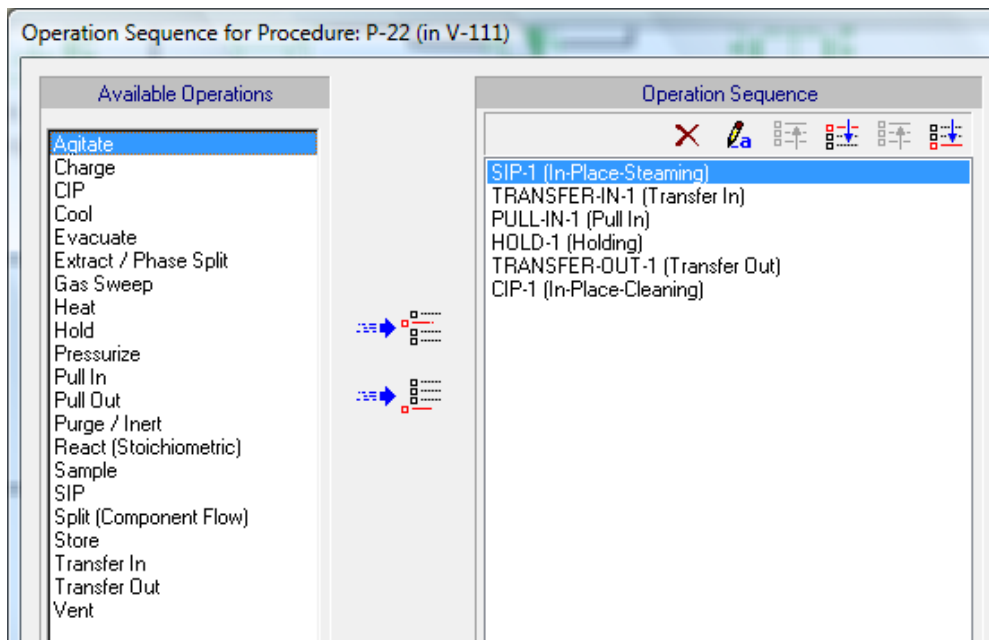 Operation Sequence for Procedure: P-22 (in V-111)
Available Operations
Agitate
Charge
CIP
Cool
Evacuate
Extract / Phase Split
Gas Sweep
Heat
Hold
Pressurize
Pull In
Pull Out
Purge / Inert
React (Stoichiometric)
Sample
SIP
Split (Component Flow)
Store
Transfer In
Transfer Out
Vent
Operation Sequence
a
SIP-1 (In-Place-Steaming)
TRANSFER-IN-1 (Transfer In)
PULL-IN-1 (Pull In)
HOLD-1 (Holding)
TRANSFER-OUT-1 (Transfer Out)
CIP-1 (In-Place-Cleaning)